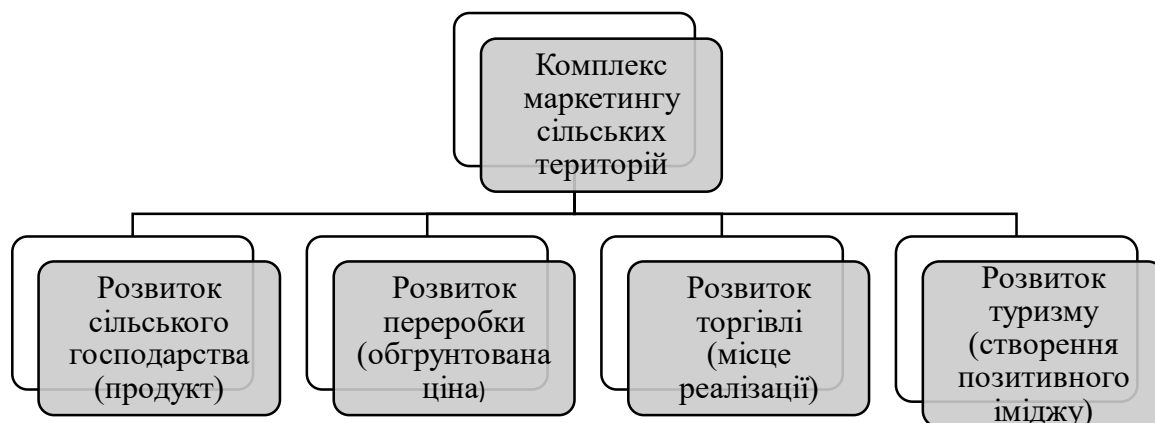 Комплекс
маркетингу
сільських
територій
Розвиток
сільського
господарства
(продукт)
Розвиток
переробки
(обгрунтована
ціна)
Розвиток
торгівлі
(місце
реалізації)
Розвиток
туризму
(створення
позитивного
іміджу)